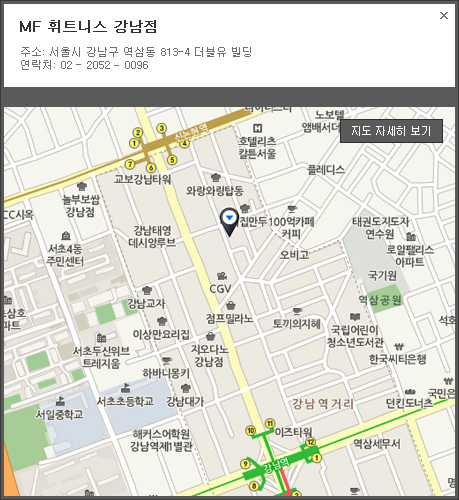 MF 휘트니스 강남점
주소: 서울시 강남구 역삼동 813-4 더블유 빌딩
연락처: 02 - 2052 - 0096
지도 자세히 보기
노보텔
앰배서더
호텔리츠
칼튼서울
신논현역
교보강남타워
플래디스
와랑와링탑동
놀부보쌈
강남점
CC시옥
집만두
100억카페
커피
태권도지도자
연수원
로얄팰리스
아파트
국기원
강남태영
데시앙루브
서초4동
주민센터
오비고
CGV
역삼공원
강남교자
점프밀라노
토끼의지혜
국립어린이
청소년도서관
이상만요리집
지오다노
강남점
서초두산위브
트레지움
하바나몽키
한국씨티은행
서초초등학교
강남대가
서일중학교
강남역거리
던킨도너츠
국민은
이즈타워
해커스어학원
강남역제1별관
역삼세무서
강남역